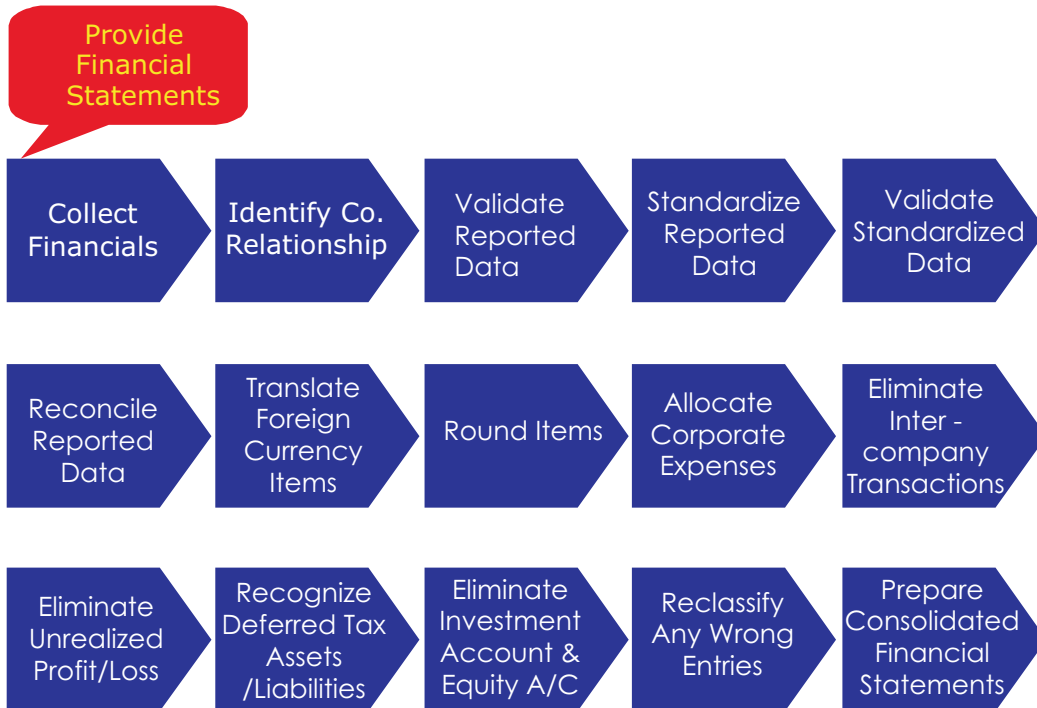 Provide
Financial
Statements
Collect
Financials
Identify Co.
Relationship
Validate
Reported
Data
Standardize
Reported
Data
Validate
Standardized
Data
Reconcile
Reported
Data
Translate
Foreign
Currency
Items
Round Items
Allocate
Corporate
Expenses
Eliminate
Inter -
company
Transactions
Eliminate
Unrealized
Profit/Loss
Recognize
Deferred Tax
Assets
/Liabilities
Eliminate
Investment
Account &
Equity A/C
Reclassify
Any Wrong
Entries
Prepare
Consolidated
Financial
Statements